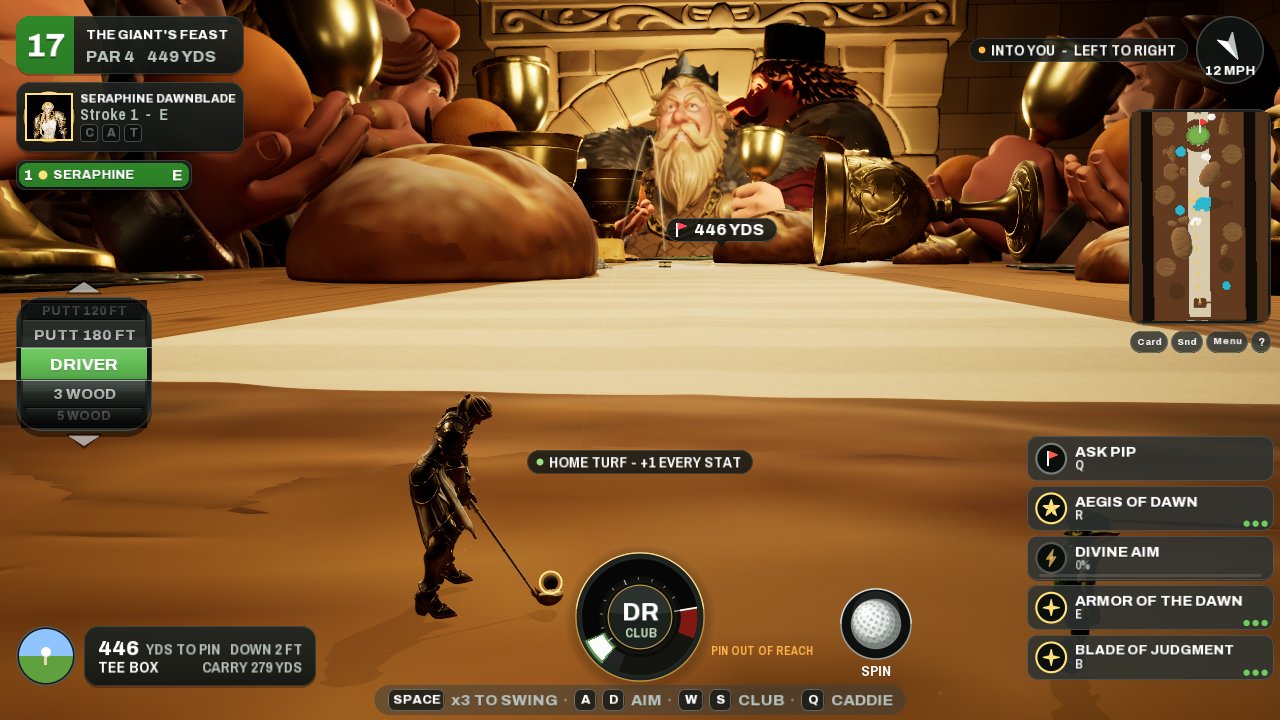 17
THE GIANT'S FEAST
PAR 4 449 YDS
SERAPHINE DAWNBLADE
Stroke 1 - E
C A T
1 SERAPHINE E
INTO YOU - LEFT TO RIGHT
12 MPH
446 YDS
Card Snd Menu ?
PUTT 120 FT
PUTT 180 FT
DRIVER
3 WOOD
5 WOOD
HOME TURF - +1 EVERY STAT
ASK PIP
Q
AEGIS OF DAWN
R
DIVINE AIM
0%
ARMOR OF THE DAWN
E
BLADE OF JUDGMENT
B
DR
CLUB
PIN OUT OF REACH
SPIN
446 YDS TO PIN DOWN 2 FT
TEE BOX CARRY 279 YDS
SPACE x3 TO SWING · A D AIM · W S CLUB · Q CADDIE